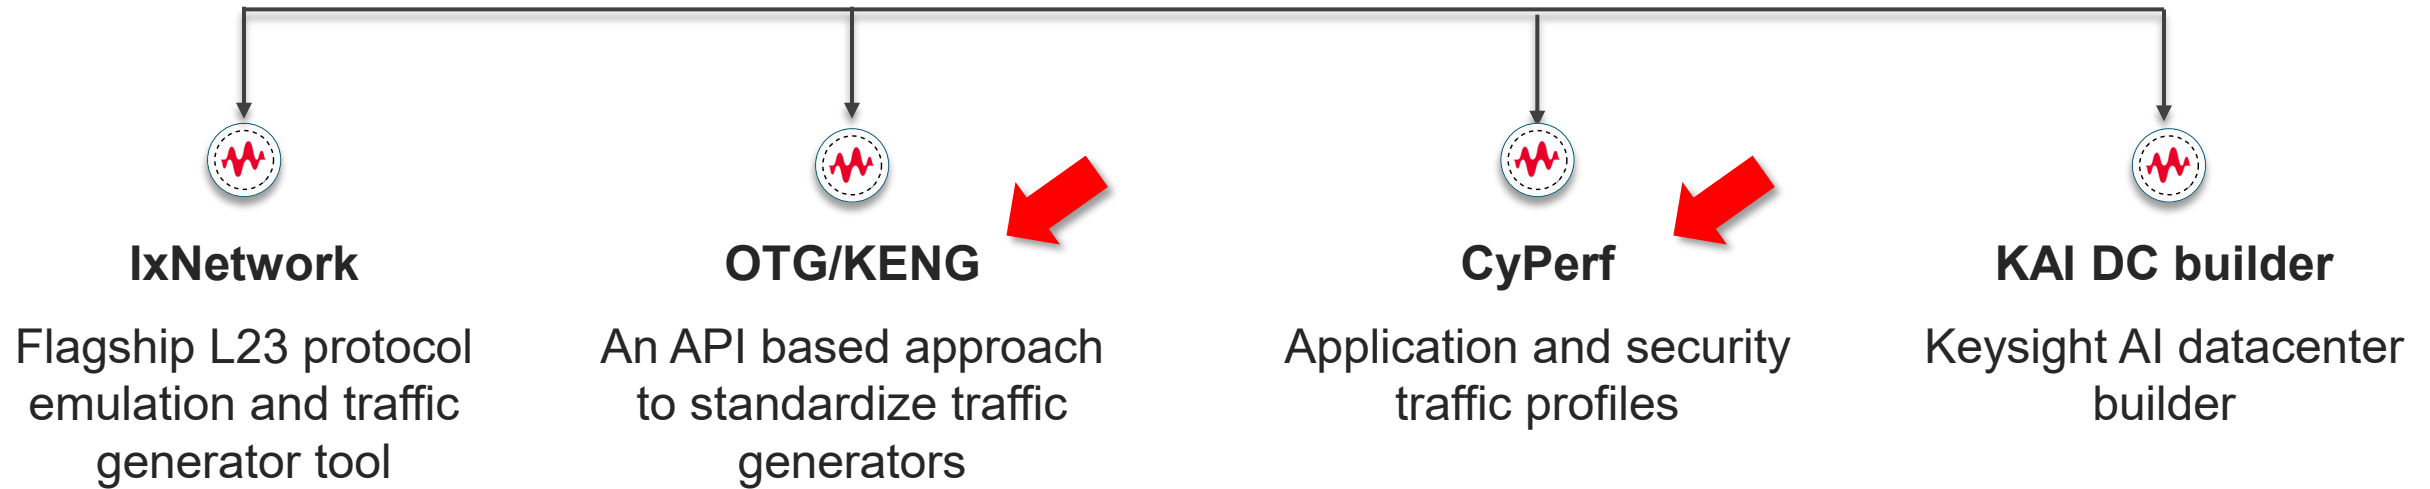 IxNetwork
Flagship L23 protocol
emulation and traffic
generator tool
OTG/KENG
An API based approach
to standardize traffic
generators
CyPerf
Application and security
traffic profiles
KAI DC builder
Keysight AI datacenter
builder